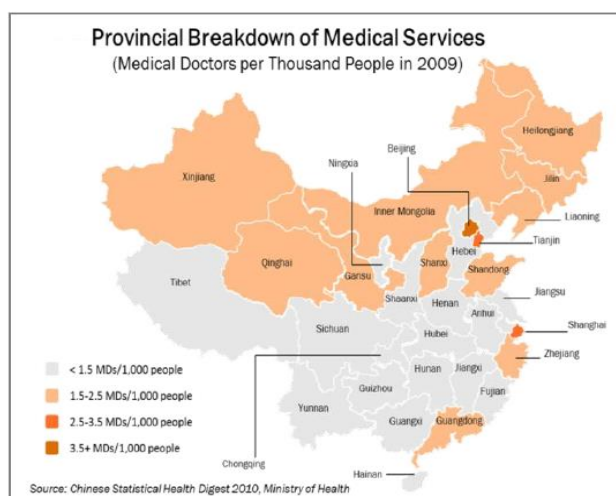 Provincial Breakdown of Medical Services
(Medical Doctors per Thousand People in 2009)
Heilongjiang
Beijing
Ningxia
Jilin
Xinjiang
Inner Mongolia
Liaoning
Tianjin
Hebei
Shanxi
Qinghai
Gansu
Shandong
Tibet
Shaanxi
Henan
Jiangsu
Anhui
Sichuan
Hubei
Shanghai
Zhejiang
< 1.5 MDs/1,000 people
1.5-2.5 MDs/1,000 people
2.5-3.5 MDs/1,000 people
3.5+ MDs/1,000 people
Hunan
Jiangxi
Guizhou
Fujian
Yunnan
Guangxi
Guangdong
Chongqing
Hainan
Source: Chinese Statistical Health Digest 2010, Ministry of Health